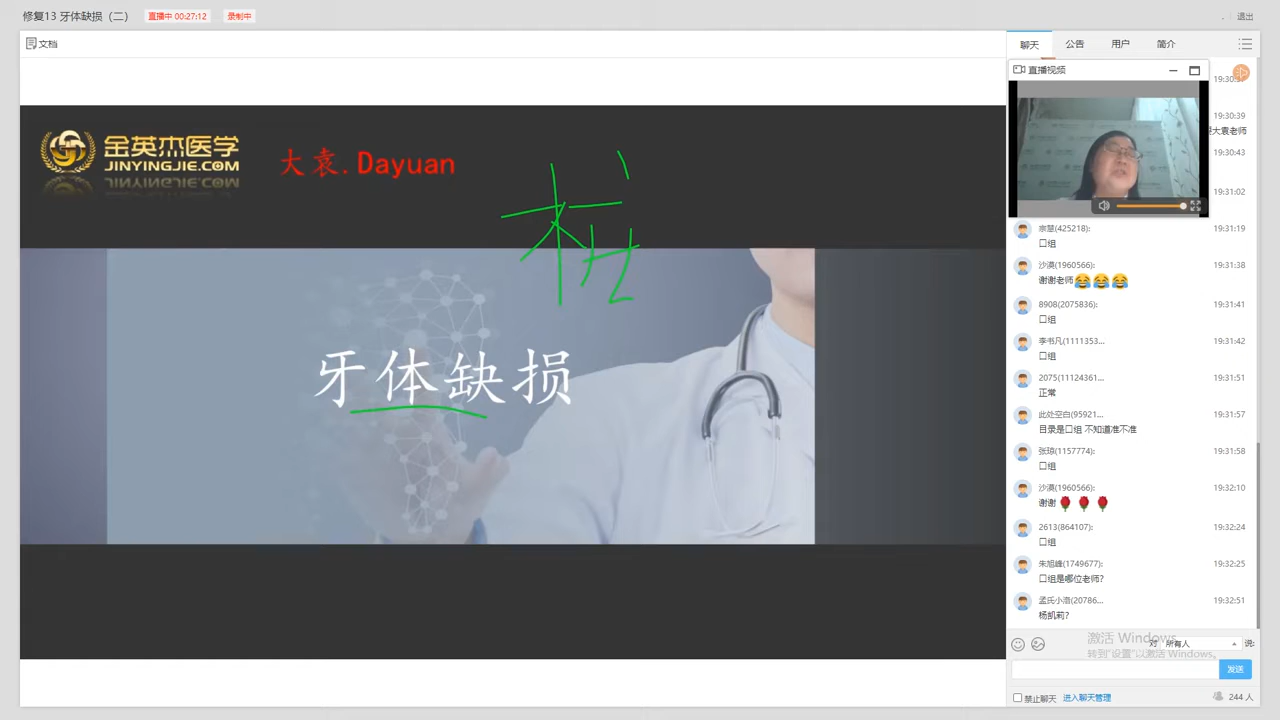 修复13 牙体缺损（二）
直播中 00:27:12
录制中
退出
文档
聊天
公告
用户
简介
直播视频
金英杰医学
JINYINGJIE.COM
大袁.Dayuan
牙体缺损
19:30:39
大袁老师
19:30:43
19:31:02
宗慧(425218):
19:31:19
口组
沙漠(1960566):
19:31:38
谢谢老师
8908(2075836):
19:31:41
口组
李书凡(1111353...
19:31:42
口组
2075(11124361...
19:31:51
正常
此处空白(95921...
19:31:57
目录是口组 不知道准不准
张琼(1157774):
19:31:58
口组
沙漠(1960566):
19:32:10
谢谢
2613(864107):
19:32:24
口组
朱旭峰(1749677):
19:32:25
口组是哪位老师?
孟氏小洛(20786...
19:32:51
杨凯莉?
激活 Windows
转到"设置"以激活 Windows。
对 所有人
说:
发送
禁止聊天
进入聊天管理
244 人